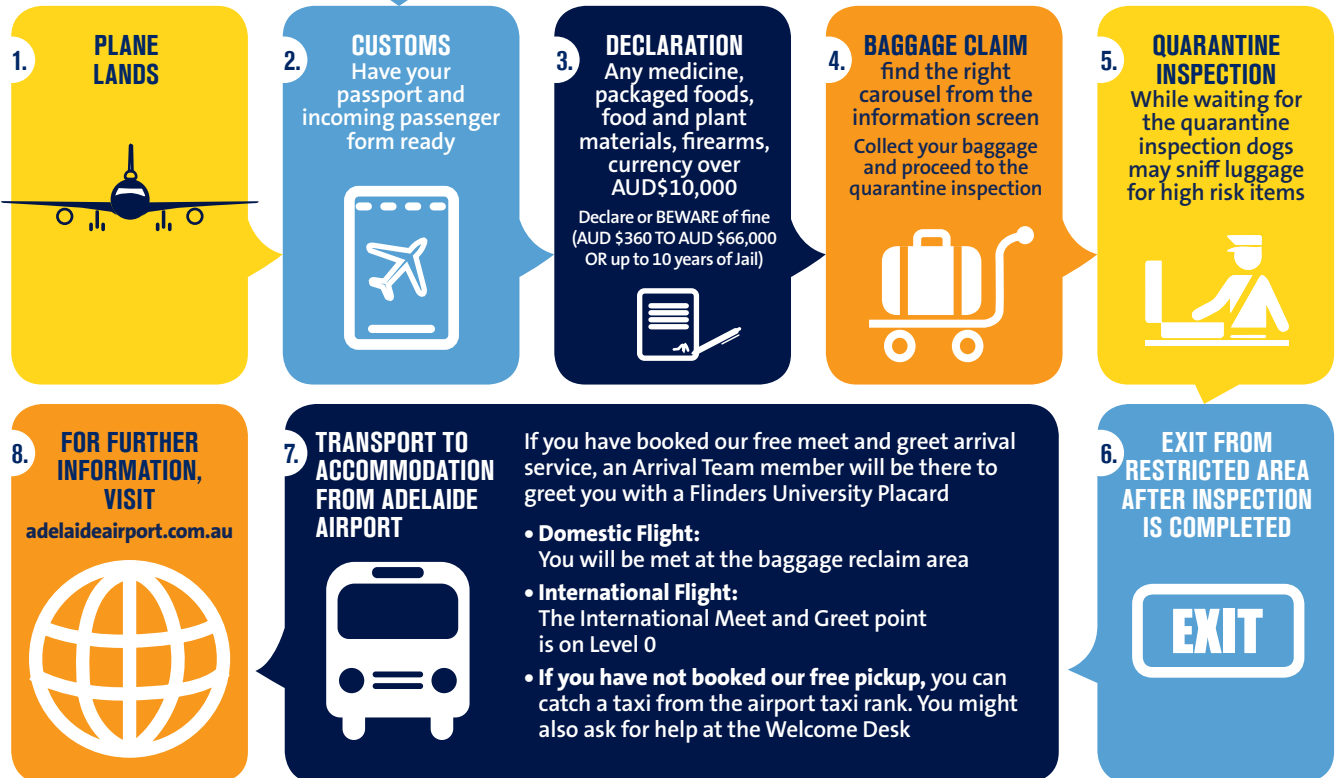 1.
PLANE
LANDS
2.
CUSTOMS
Have your
passport and
incoming passenger
form ready
3.
DECLARATION
Any medicine,
packaged foods,
food and plant
materials, firearms,
currency over
AUD$10,000
Declare or BEWARE of fine
(AUD $360 TO AUD $66,000
OR up to 10 years of Jail)
4.
BAGGAGE CLAIM
find the right
carousel from the
information screen
Collect your baggage
and proceed to the
quarantine inspection
5.
QUARANTINE
INSPECTION
While waiting for
the quarantine
inspection dogs
may sniff luggage
for high risk items
6.
EXIT FROM
RESTRICTED AREA
AFTER INSPECTION
IS COMPLETED
EXIT
7.
TRANSPORT TO
ACCOMMODATION
FROM ADELAIDE
AIRPORT
If you have booked our free meet and greet arrival
service, an Arrival Team member will be there to
greet you with a Flinders University Placard
• Domestic Flight:
You will be met at the baggage reclaim area
• International Flight:
The International Meet and Greet point
is on Level 0
• If you have not booked our free pickup, you can
catch a taxi from the airport taxi rank. You might
also ask for help at the Welcome Desk
8.
FOR FURTHER
INFORMATION,
VISIT
adelaideairport.com.au